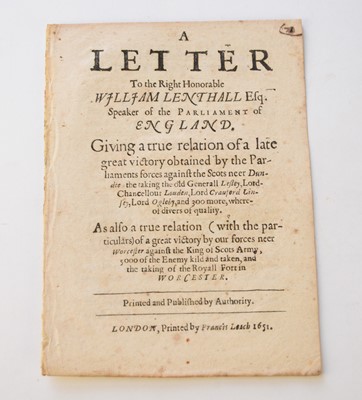 A
LETTER
To the Right Honorable
WILLIAM LENTHALL Esq.
Speaker of the PARLIAMENT of
ENGLAND.
Giving a true relation of a late
great victory obtained by the Par-
liaments forces against the Scots neer Dun-
die. the taking the old Generall Lesley, Lord-
Chancellour Louden, Lord Crauford Lin-
sey, Lord Ogleby, and 300 more, where-
of divers of quality.
As also a true relation (with the par-
ticulars) of a great victory by our forces neer
Worcester against the King of Scots Army,
3000 of the Enemy kild and taken, and
the taking of the Royall Fort in
WORCESTER.
Printed and Published by Authority.
LONDON, Printed by Francis Leach 1651.